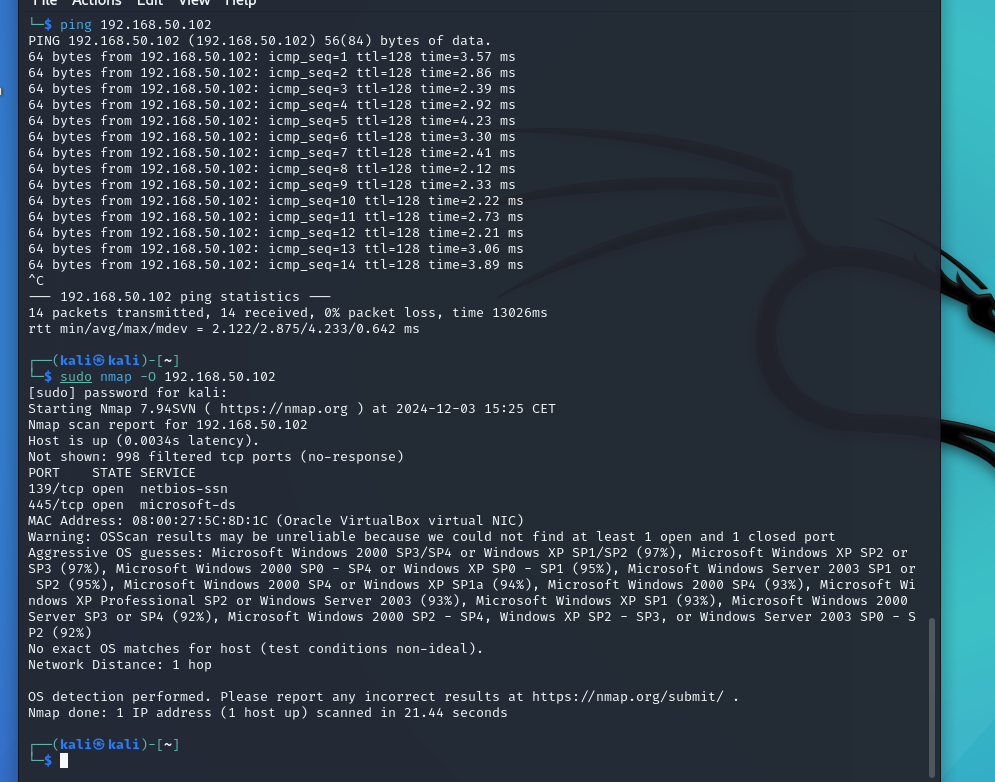 File Actions Edit View Help
└─$ ping 192.168.50.102
PING 192.168.50.102 (192.168.50.102) 56(84) bytes of data.
64 bytes from 192.168.50.102: icmp_seq=1 ttl=128 time=3.57 ms
64 bytes from 192.168.50.102: icmp_seq=2 ttl=128 time=2.86 ms
64 bytes from 192.168.50.102: icmp_seq=3 ttl=128 time=2.39 ms
64 bytes from 192.168.50.102: icmp_seq=4 ttl=128 time=2.92 ms
64 bytes from 192.168.50.102: icmp_seq=5 ttl=128 time=4.23 ms
64 bytes from 192.168.50.102: icmp_seq=6 ttl=128 time=3.30 ms
64 bytes from 192.168.50.102: icmp_seq=7 ttl=128 time=2.41 ms
64 bytes from 192.168.50.102: icmp_seq=8 ttl=128 time=2.12 ms
64 bytes from 192.168.50.102: icmp_seq=9 ttl=128 time=2.33 ms
64 bytes from 192.168.50.102: icmp_seq=10 ttl=128 time=2.22 ms
64 bytes from 192.168.50.102: icmp_seq=11 ttl=128 time=2.73 ms
64 bytes from 192.168.50.102: icmp_seq=12 ttl=128 time=2.21 ms
64 bytes from 192.168.50.102: icmp_seq=13 ttl=128 time=3.06 ms
64 bytes from 192.168.50.102: icmp_seq=14 ttl=128 time=3.89 ms
^C
--- 192.168.50.102 ping statistics ---
14 packets transmitted, 14 received, 0% packet loss, time 13026ms
rtt min/avg/max/mdev = 2.122/2.875/4.233/0.642 ms
┌──(kali㉿kali)-[~]
└─$ sudo nmap -O 192.168.50.102
[sudo] password for kali:
Starting Nmap 7.94SVN ( https://nmap.org ) at 2024-12-03 15:25 CET
Nmap scan report for 192.168.50.102
Host is up (0.0034s latency).
Not shown: 998 filtered tcp ports (no-response)
PORT    STATE SERVICE
139/tcp open  netbios-ssn
445/tcp open  microsoft-ds
MAC Address: 08:00:27:5C:8D:1C (Oracle VirtualBox virtual NIC)
Warning: OSScan results may be unreliable because we could not find at least 1 open and 1 closed port
Aggressive OS guesses: Microsoft Windows 2000 SP3/SP4 or Windows XP SP1/SP2 (97%), Microsoft Windows XP SP2 or
SP3 (97%), Microsoft Windows 2000 SP0 - SP4 or Windows XP SP0 - SP1 (95%), Microsoft Windows Server 2003 SP1 or
 SP2 (95%), Microsoft Windows 2000 SP4 or Windows XP SP1a (94%), Microsoft Windows 2000 SP4 (93%), Microsoft Wi
ndows XP Professional SP2 or Windows Server 2003 (93%), Microsoft Windows XP SP1 (93%), Microsoft Windows 2000
Server SP3 or SP4 (92%), Microsoft Windows 2000 SP2 - SP4, Windows XP SP2 - SP3, or Windows Server 2003 SP0 - S
P2 (92%)
No exact OS matches for host (test conditions non-ideal).
Network Distance: 1 hop
OS detection performed. Please report any incorrect results at https://nmap.org/submit/ .
Nmap done: 1 IP address (1 host up) scanned in 21.44 seconds
┌──(kali㉿kali)-[~]
└─$